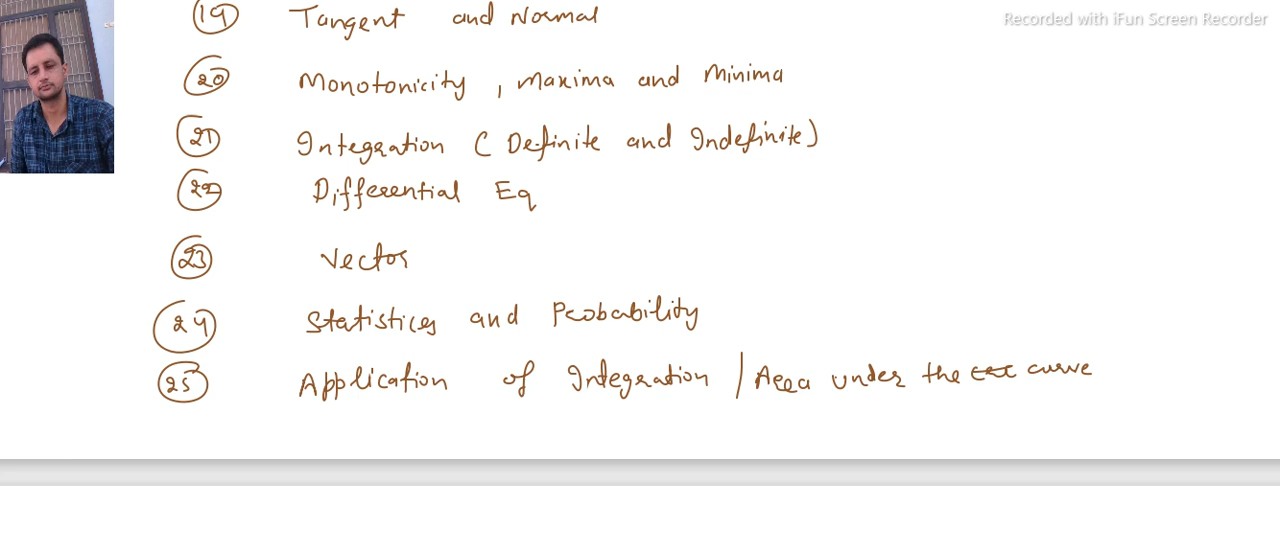 19 Tangent and Normal
Recorded with iFun Screen Recorder
20 Monotonicity, Maxima and Minima
21 Integration (Definite and Indefinite)
22 Differential Eq
23 Vector
24 Statistics and Probability
25 Application of Integration / Area under the curve